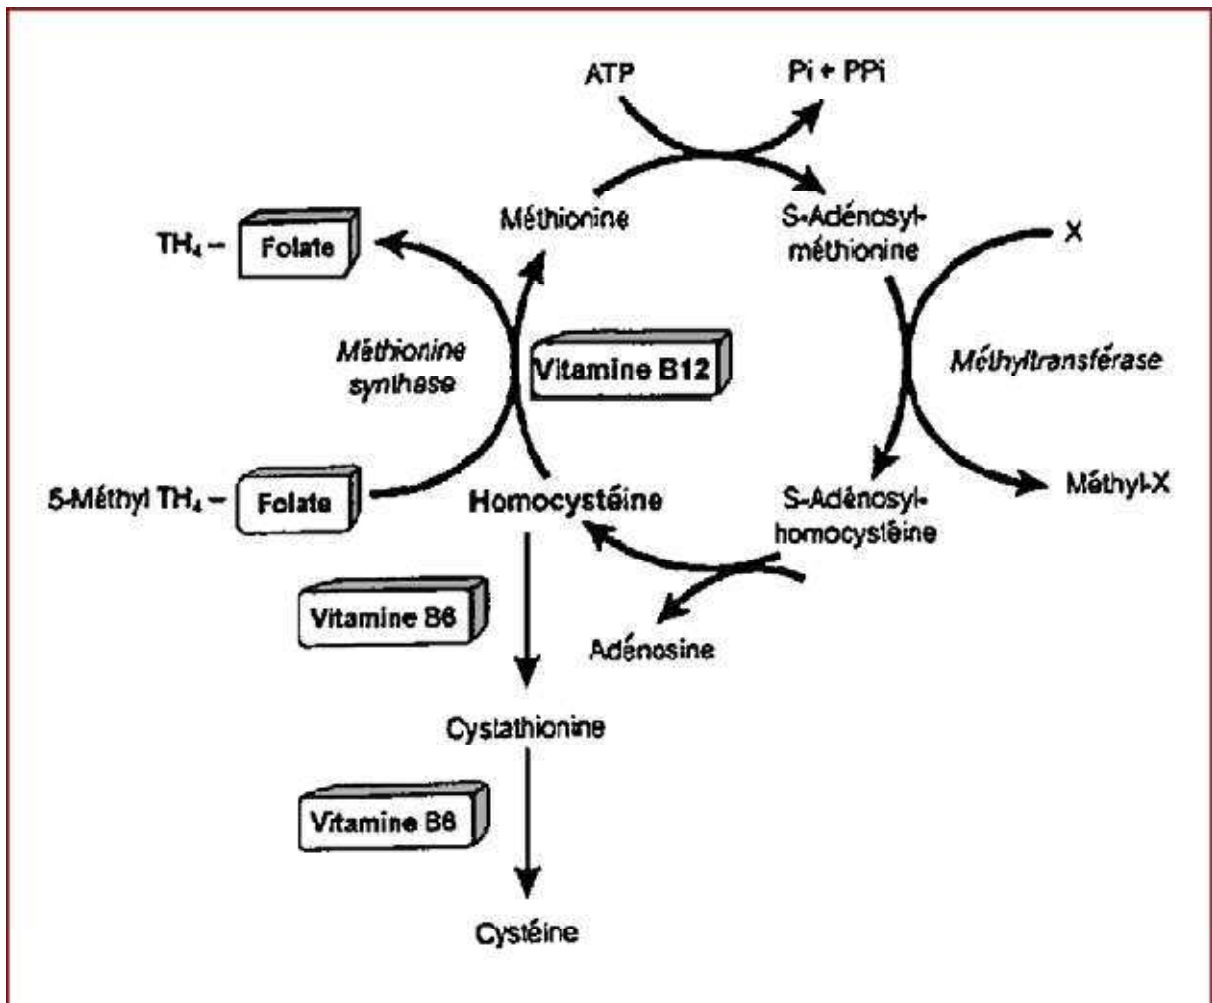 ATP
Pi + PPi
Méthionine
S-Adénosyl-
méthionine
X
TH₄ –
Folate
Méthionine
synthase
Vitamine B12
Méthyltransférase
5-Méthyl TH₄ –
Folate
Homocystéine
S-Adénosyl-
homocystéine
Méthyl-X
Vitamine B6
Adénosine
Cystathionine
Vitamine B6
Cystéine